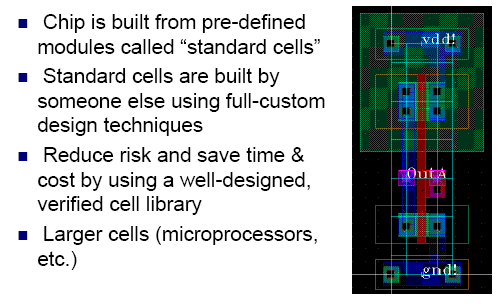 Chip is built from pre-defined
modules called “standard cells”
Standard cells are built by
someone else using full-custom
design techniques
Reduce risk and save time &
cost by using a well-designed,
verified cell library
Larger cells (microprocessors,
etc.)
vdd!
OutA
gnd!